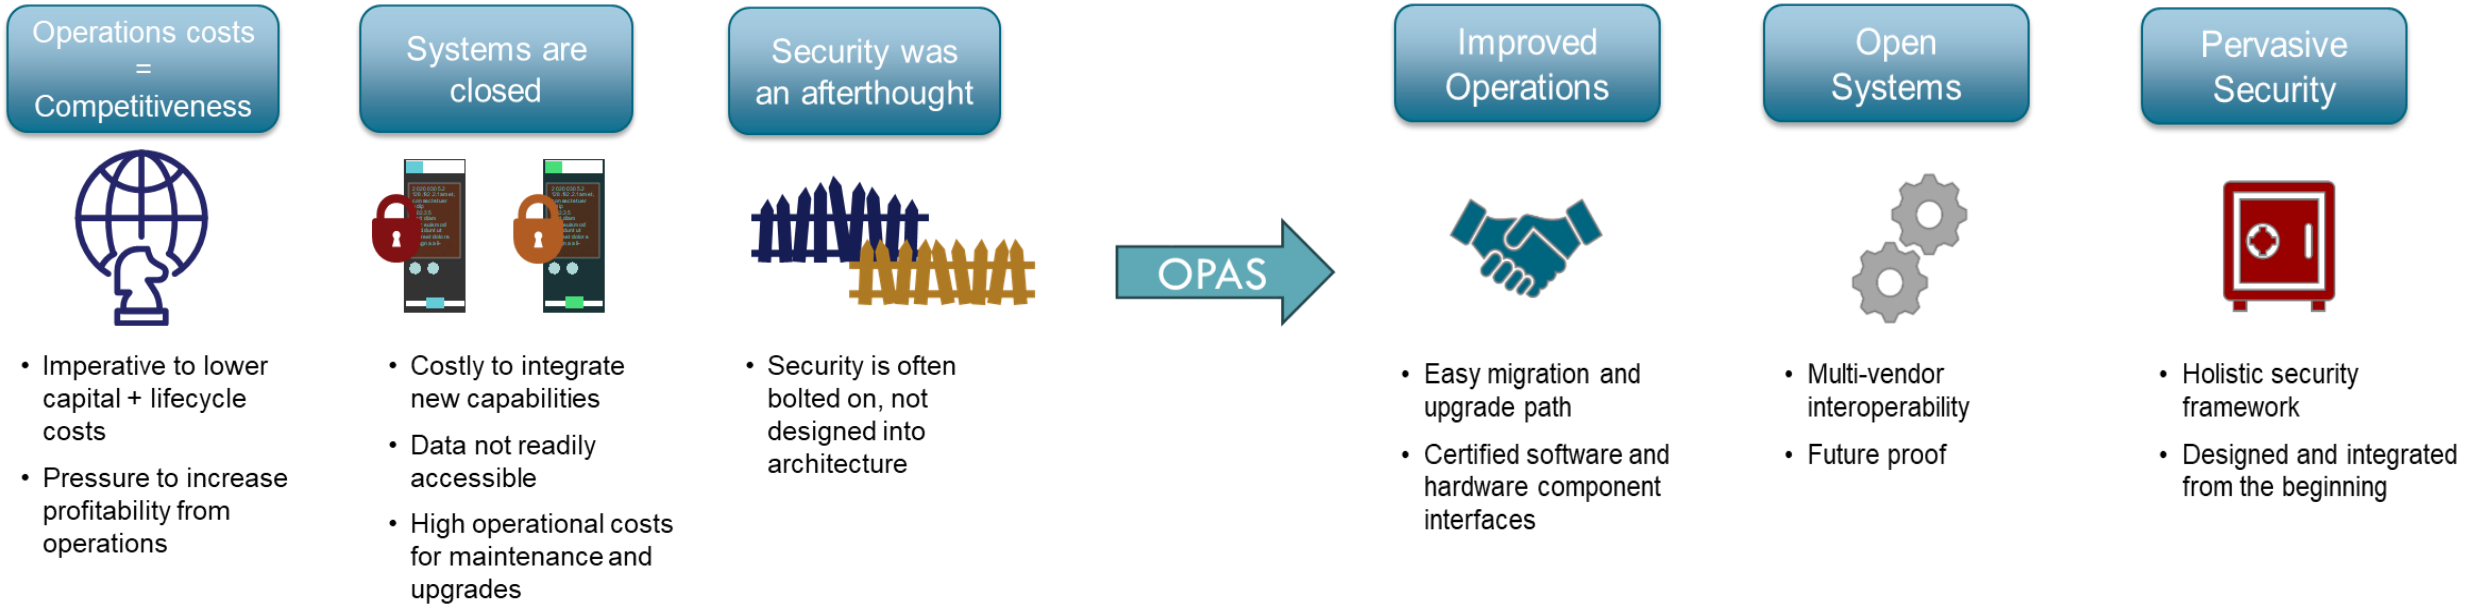 Operations costs
=
Competitiveness
Systems are
closed
Security was
an afterthought
Improved
Operations
Open
Systems
Pervasive
Security
OPAS
• Imperative to lower
capital + lifecycle
costs
• Pressure to increase
profitability from
operations
• Costly to integrate
new capabilities
• Data not readily
accessible
• High operational costs
for maintenance and
upgrades
• Security is often
bolted on, not
designed into
architecture
• Easy migration and
upgrade path
• Certified software and
hardware component
interfaces
• Multi-vendor
interoperability
• Future proof
• Holistic security
framework
• Designed and integrated
from the beginning